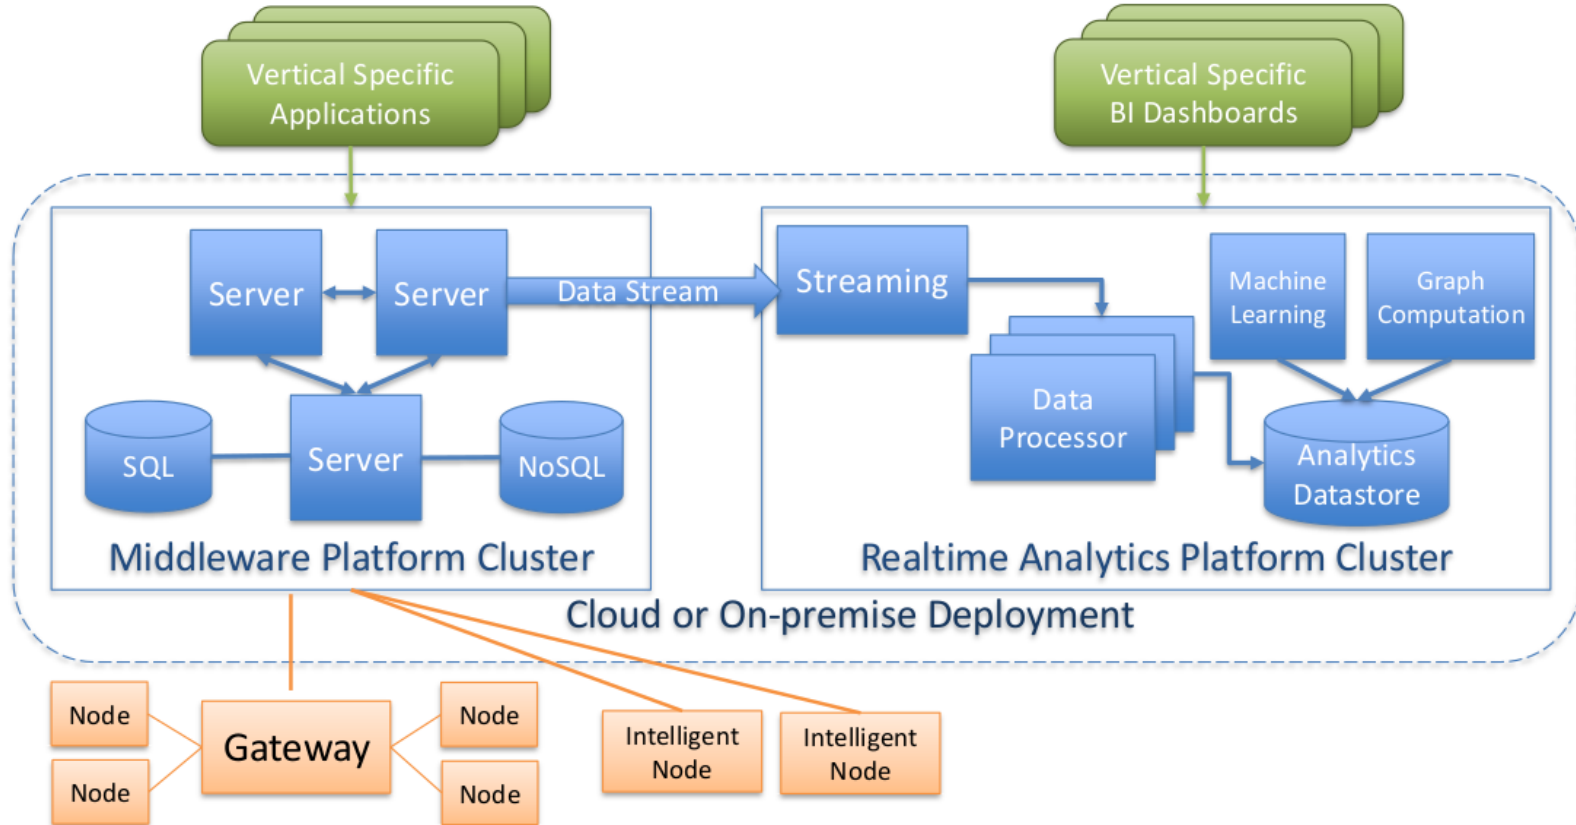 Vertical Specific
Applications
Vertical Specific
BI Dashboards
Server
Server
Data Stream
Streaming
Machine
Learning
Graph
Computation
SQL
Server
NoSQL
Data
Processor
Analytics
Datastore
Middleware Platform Cluster
Realtime Analytics Platform Cluster
Cloud or On-premise Deployment
Node
Node
Gateway
Node
Node
Intelligent
Node
Intelligent
Node